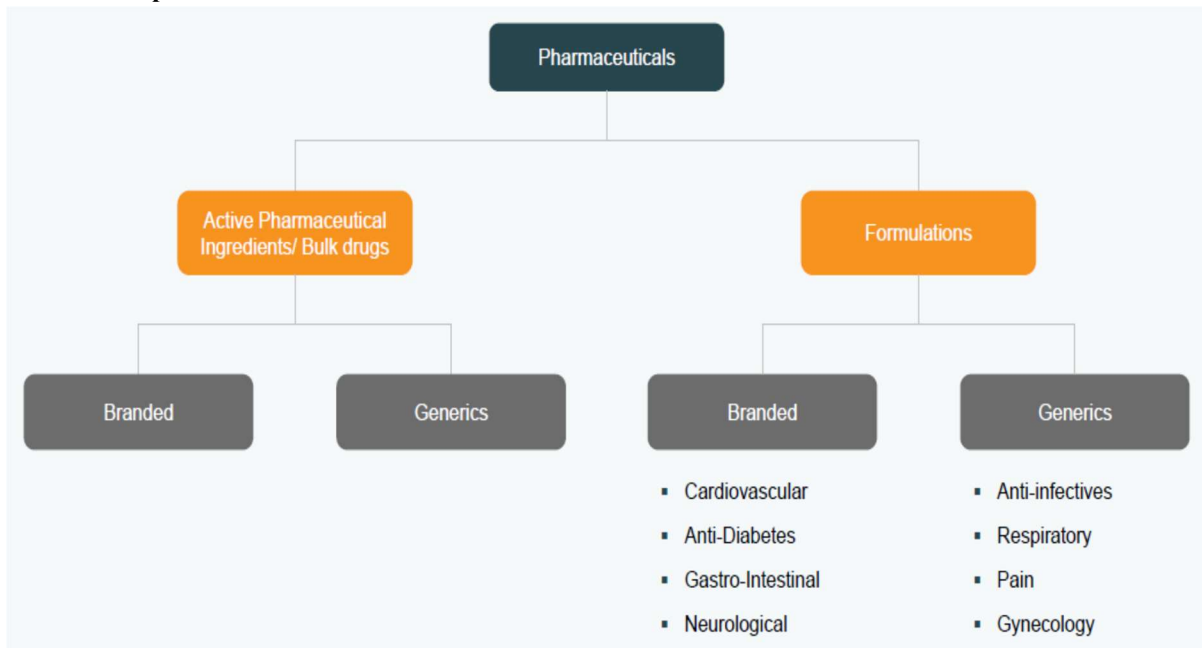 Pharmaceuticals
Active Pharmaceutical
Ingredients/ Bulk drugs
Formulations
Branded
Generics
Branded
Generics
▪ Cardiovascular
▪ Anti-Diabetes
▪ Gastro-Intestinal
▪ Neurological
▪ Anti-infectives
▪ Respiratory
▪ Pain
▪ Gynecology